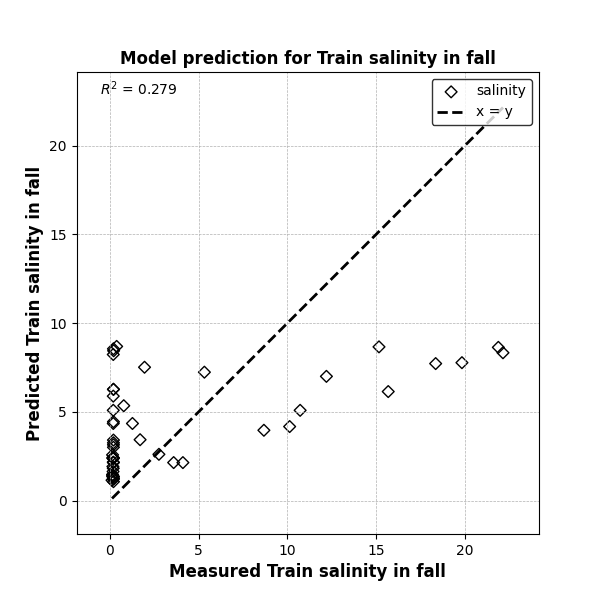 Model prediction for Train salinity in fall
R² = 0.279
salinity
x = y
20
15
10
5
0
Predicted Train salinity in fall
0 5 10 15 20
Measured Train salinity in fall